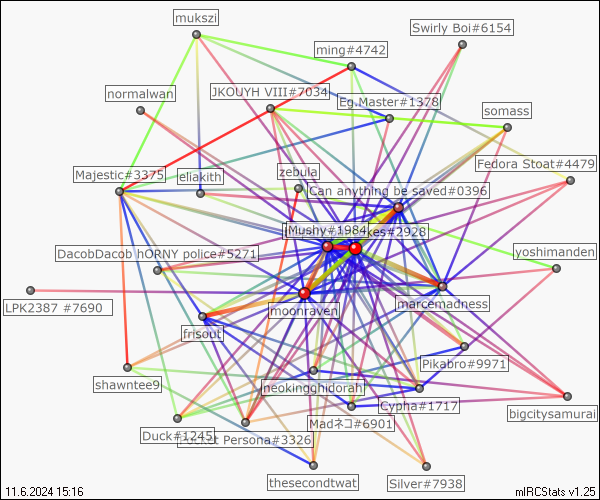 mukszi
Swirly Boi#6154
ming#4742
normalwan
JKOUYH VIII#7034
Eg.Master#1378
somass
Fedora Stoat#4479
Majestic#3375
eliakith
zebula
Can anything be saved#0396
Mushy#1984
kes#2928
DacobDacob hORNY police#5271
yoshimanden
LPK2387 #7690
moonraven
marcemadness
frisout
Pikabro#9971
shawntee9
neokingghidorah
Cypha#1717
bigcitysamurai
Madネコ#6901
Duck#1245
Persona#3326
thesecondtwat
Silver#7938
11.6.2024 15:16
mIRCStats v1.25